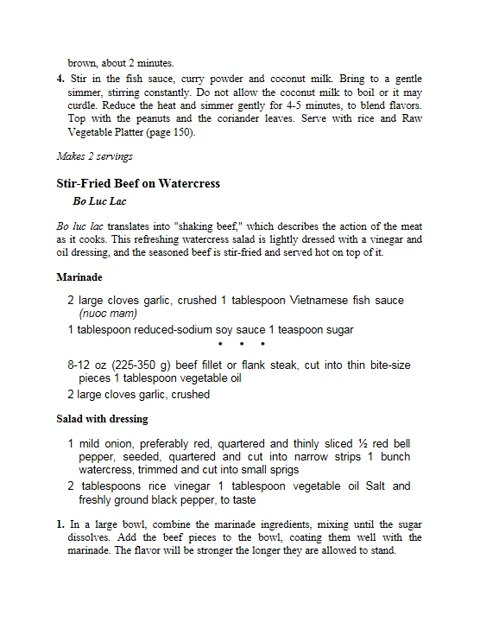 brown, about 2 minutes.
4. Stir in the fish sauce, curry powder and coconut milk. Bring to a gentle
simmer, stirring constantly. Do not allow the coconut milk to boil or it may
curdle. Reduce the heat and simmer gently for 4-5 minutes, to blend flavors.
Top with the peanuts and the coriander leaves. Serve with rice and Raw
Vegetable Platter (page 150).
Makes 2 servings
Stir-Fried Beef on Watercress
Bo Luc Lac
Bo luc lac translates into "shaking beef," which describes the action of the meat
as it cooks. This refreshing watercress salad is lightly dressed with a vinegar and
oil dressing, and the seasoned beef is stir-fried and served hot on top of it.
Marinade
2 large cloves garlic, crushed 1 tablespoon Vietnamese fish sauce
(nuoc mam)
1 tablespoon reduced-sodium soy sauce 1 teaspoon sugar
• • •
8-12 oz (225-350 g) beef fillet or flank steak, cut into thin bite-size
pieces 1 tablespoon vegetable oil
2 large cloves garlic, crushed
Salad with dressing
1 mild onion, preferably red, quartered and thinly sliced ½ red bell
pepper, seeded, quartered and cut into narrow strips 1 bunch
watercress, trimmed and cut into small sprigs
2 tablespoons rice vinegar 1 tablespoon vegetable oil Salt and
freshly ground black pepper, to taste
1. In a large bowl, combine the marinade ingredients, mixing until the sugar
dissolves. Add the beef pieces to the bowl, coating them well with the
marinade. The flavor will be stronger the longer they are allowed to stand.